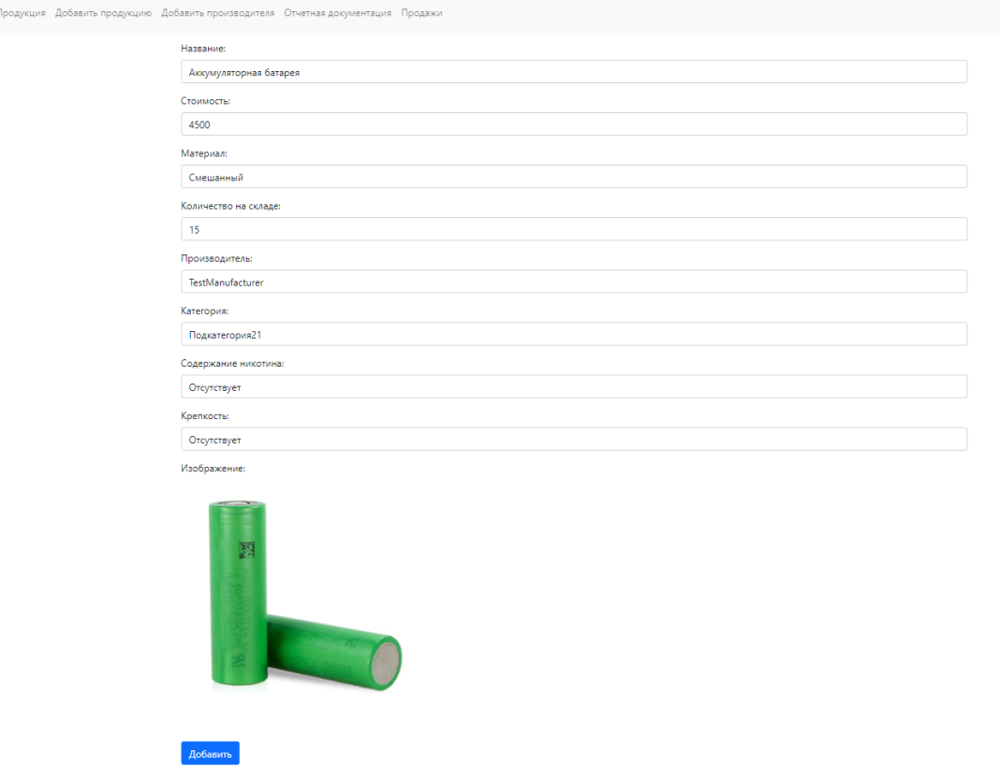 Продукция Добавить продукцию Добавить производителя Отчетная документация Продажи
Название:
Аккумуляторная батарея
Стоимость:
4500
Материал:
Смешанный
Количество на складе:
15
Производитель:
TestManufacturer
Категория:
Подкатегория21
Содержание никотина:
Отсутствует
Крепкость:
Отсутствует
Изображение:
Добавить